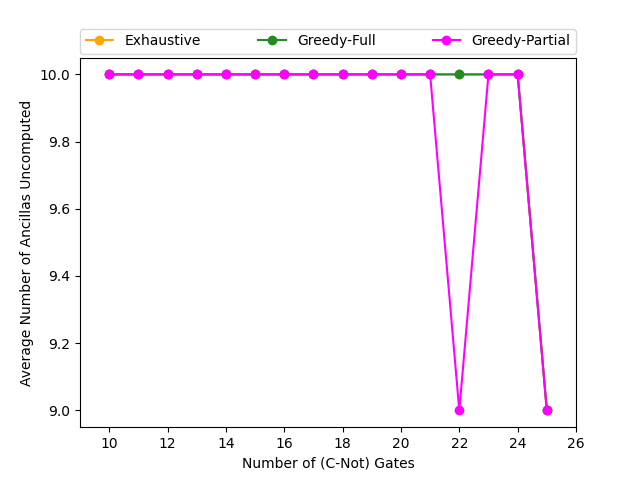 Exhaustive Greedy-Full Greedy-Partial
10.0
9.8
9.6
9.4
9.2
9.0
Average Number of Ancillas Uncomputed
10 12 14 16 18 20 22 24 26
Number of (C-Not) Gates